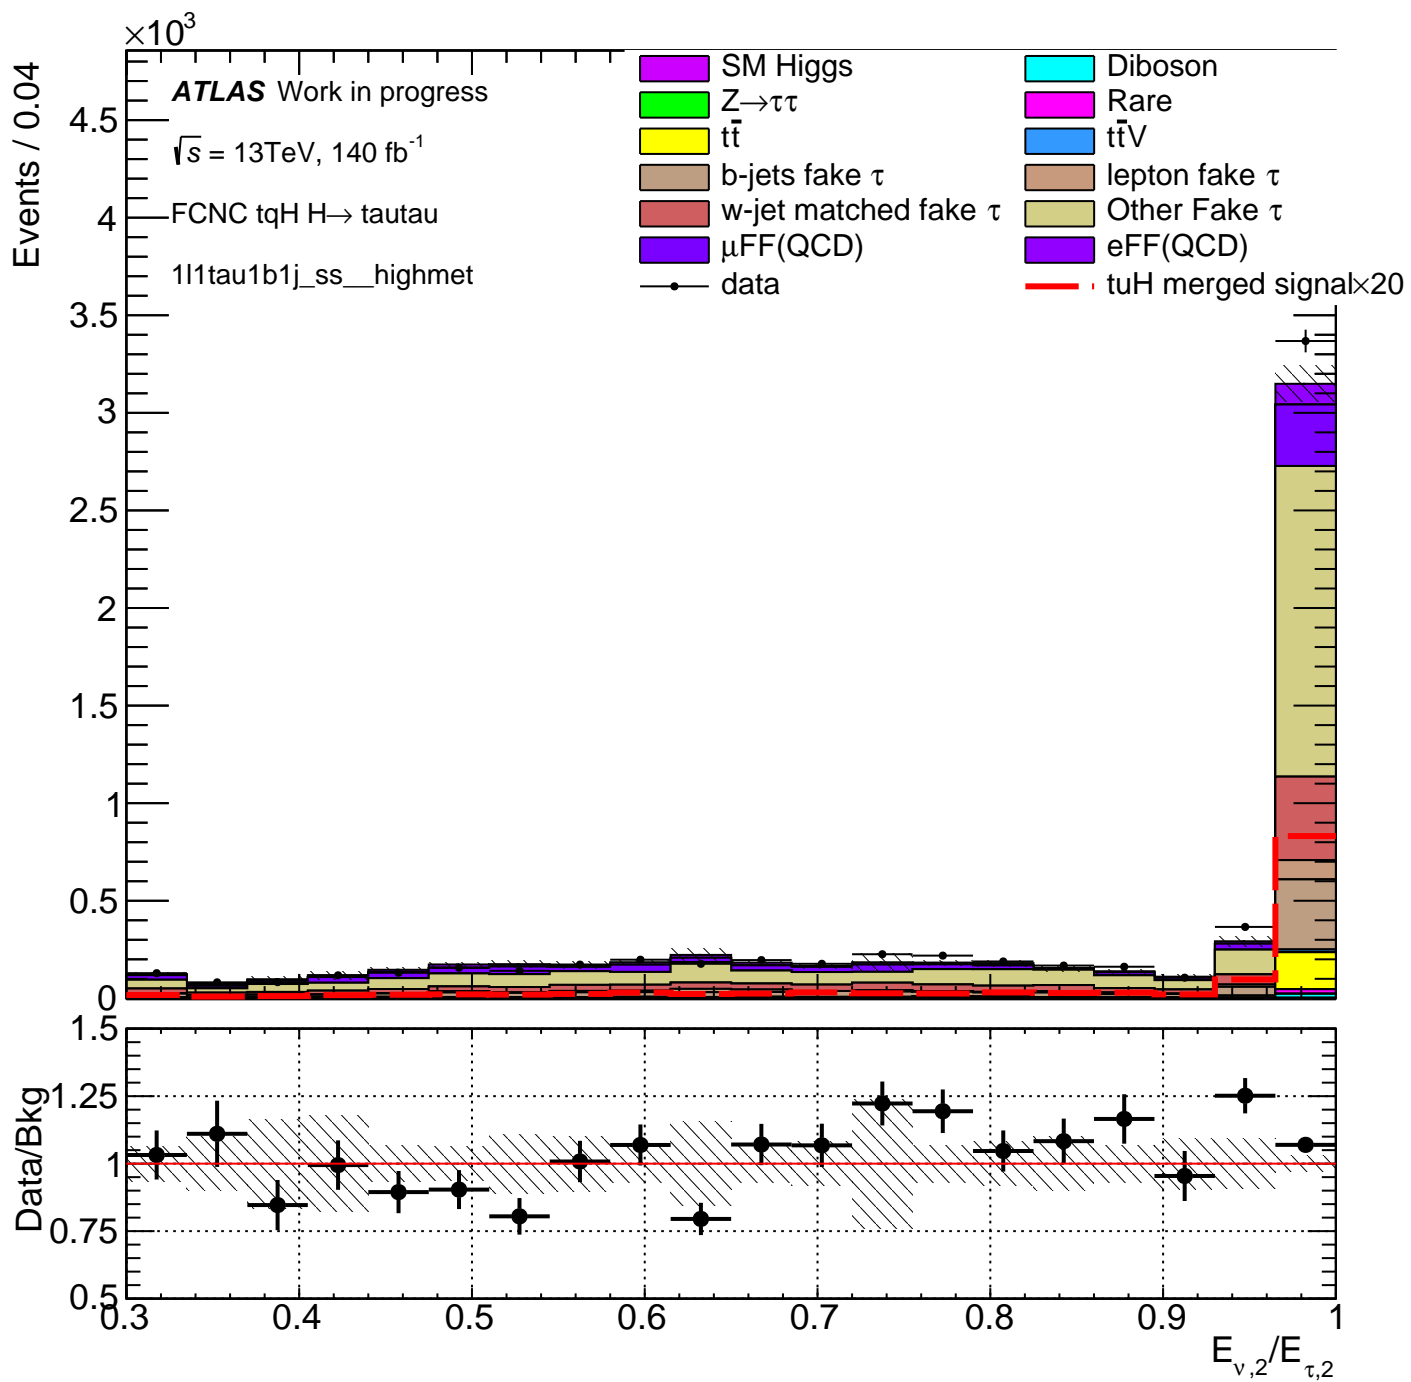 ×10³
Events / 0.04
ATLAS Work in progress
√s = 13TeV, 140 fb⁻¹
FCNC tqH H→ tautau
1l1tau1b1j_ss__highmet
SM Higgs
Z→ττ
tt̄
b-jets fake τ
w-jet matched fake τ
μFF(QCD)
data
Diboson
Rare
tt̄V
lepton fake τ
Other Fake τ
eFF(QCD)
tuH merged signal×20
4.5
4
3.5
3
2.5
2
1.5
1
0.5
0
Data/Bkg
1.5
1.25
1
0.75
0.5
0.3 0.4 0.5 0.6 0.7 0.8 0.9 1
E_ν,2/E_τ,2